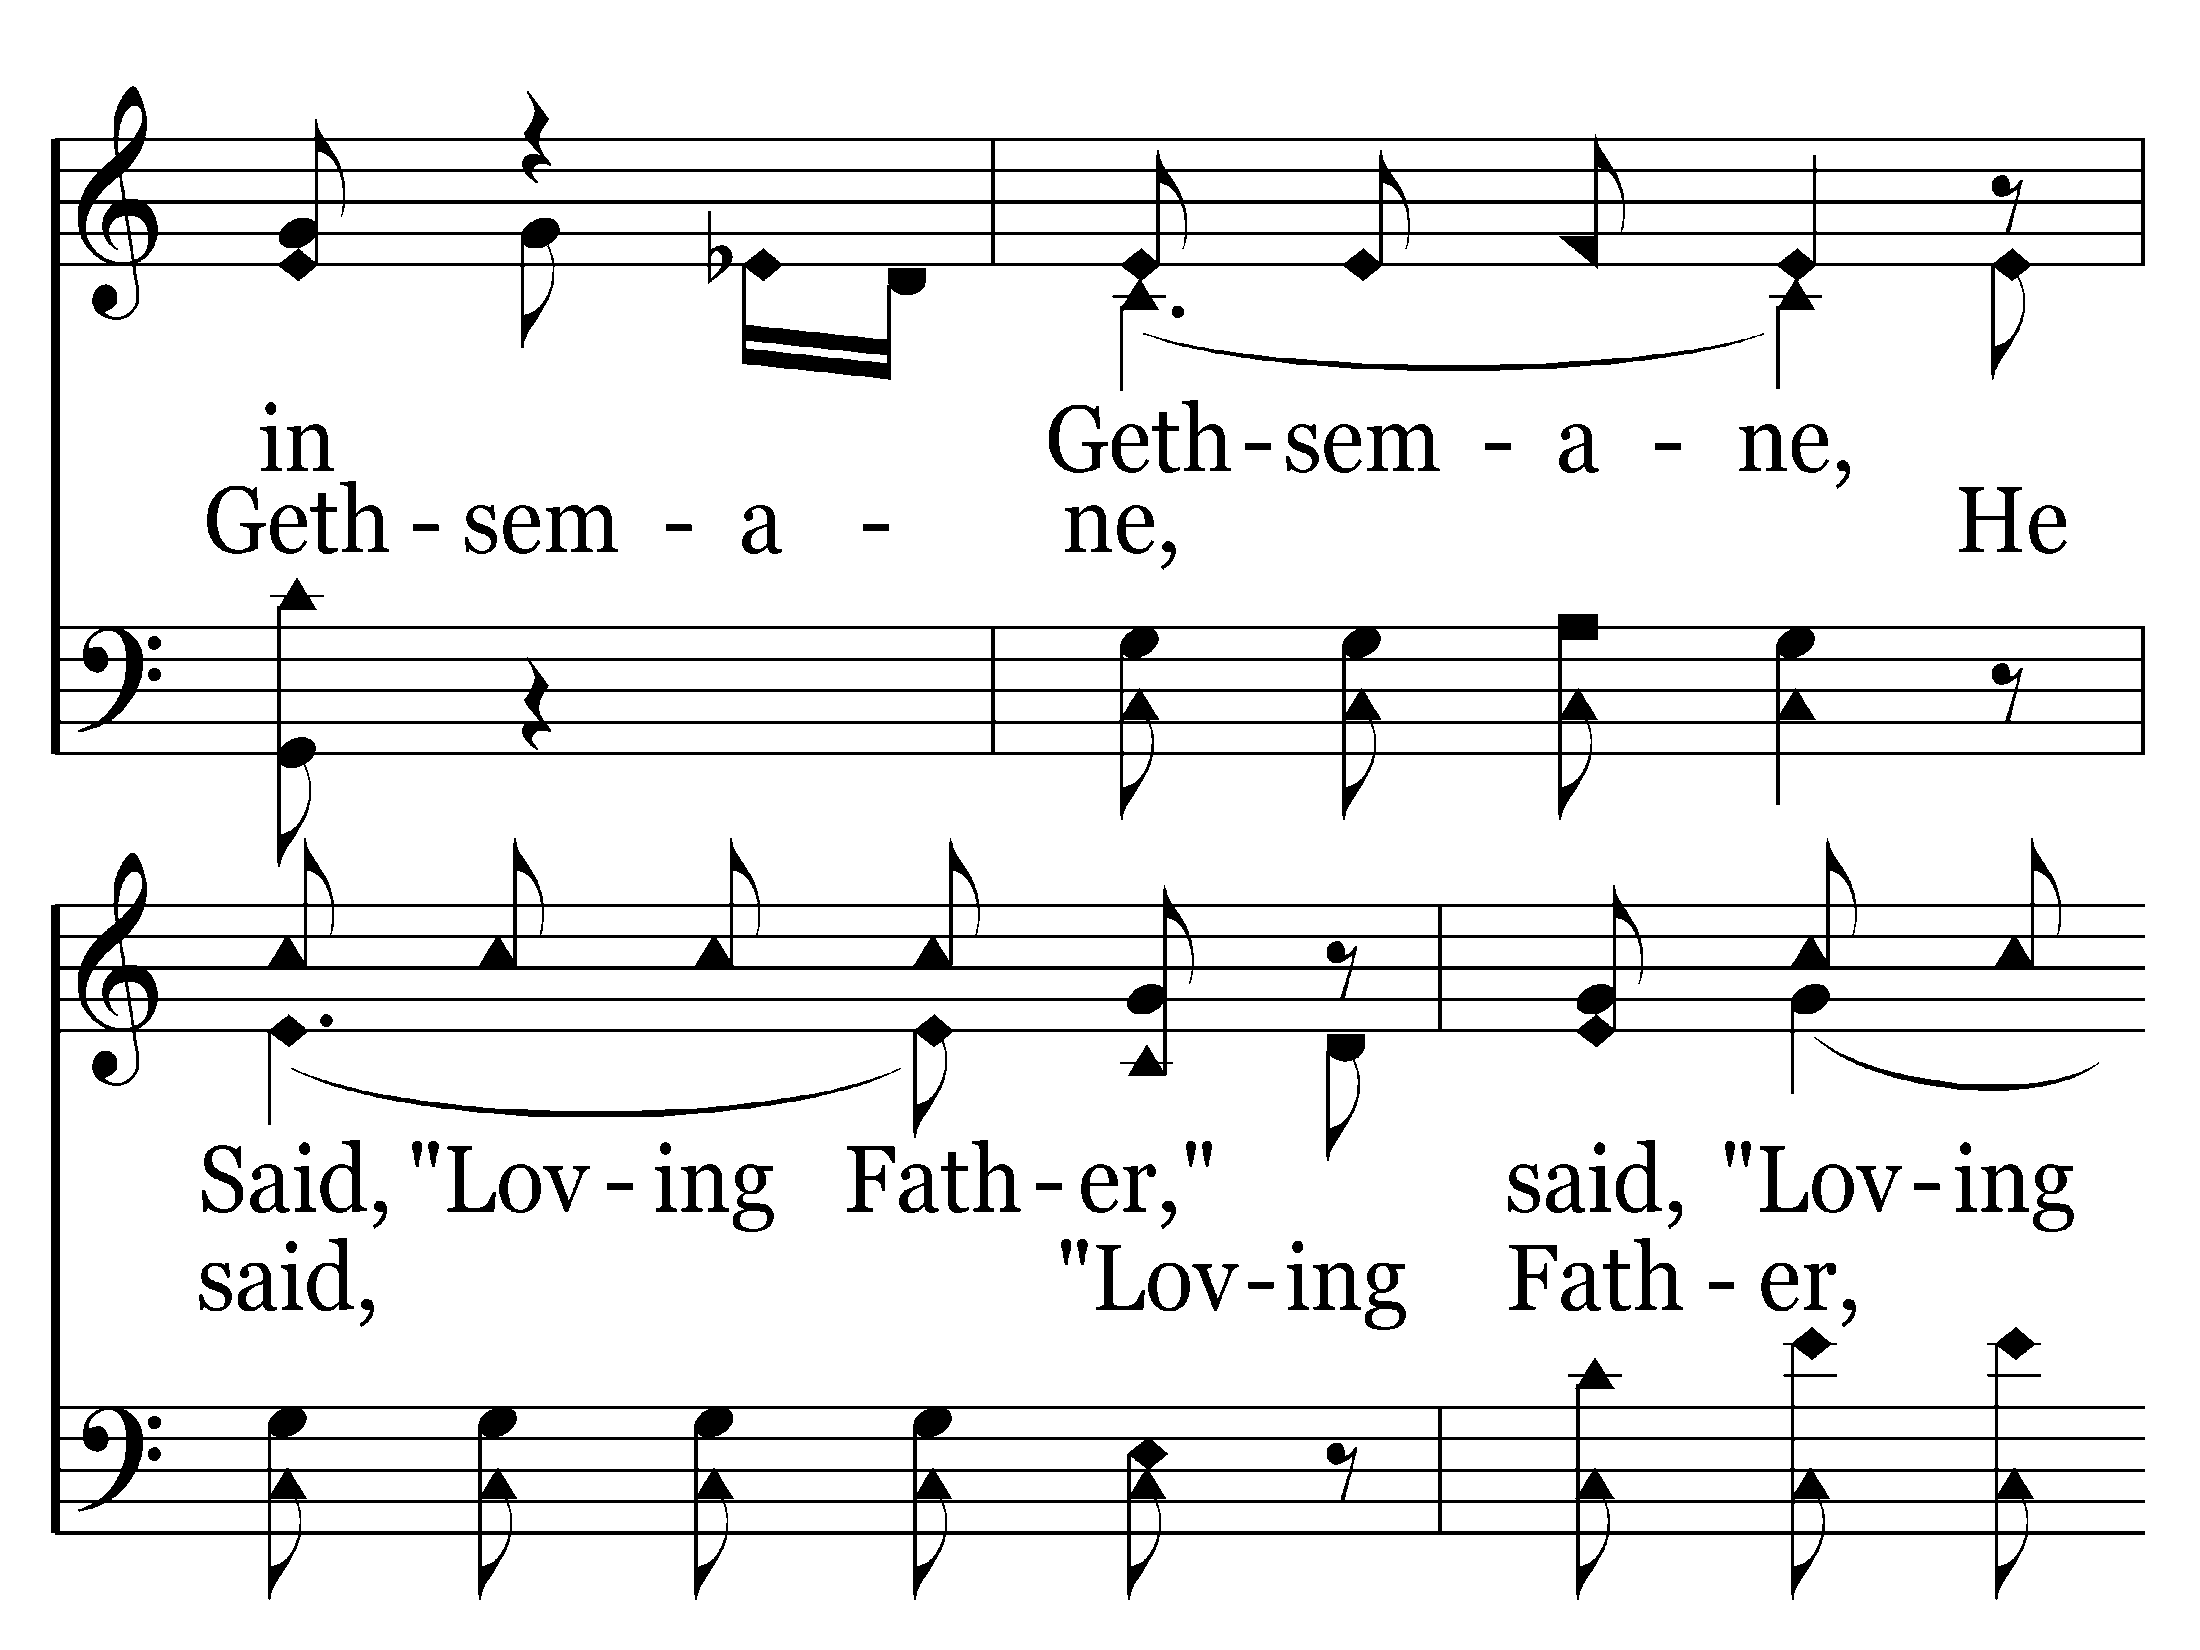 in Geth-sem - a - ne,
Geth - sem - a - ne, He
Said, "Lov - ing Fath - er," said, "Lov - ing
said, "Lov - ing Fath - er,